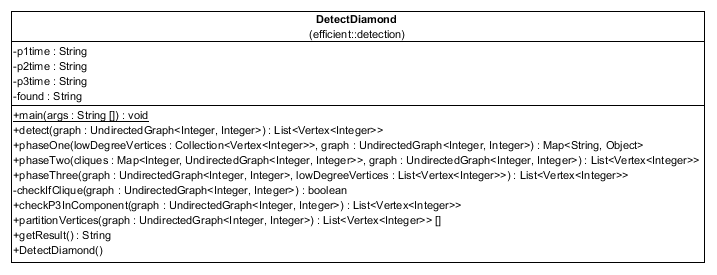 DetectDiamond
(efficient::detection)
-p1time : String
-p2time : String
-p3time : String
-found : String
+main(args : String []) : void
+detect(graph : UndirectedGraph<Integer, Integer>) : List<Vertex<Integer>>
+phaseOne(lowDegreeVertices : Collection<Vertex<Integer>>, graph : UndirectedGraph<Integer, Integer>) : Map<String, Object>
+phaseTwo(cliques : Map<Integer, UndirectedGraph<Integer, Integer>>, graph : UndirectedGraph<Integer, Integer>) : List<Vertex<Integer>>
+phaseThree(graph : UndirectedGraph<Integer, Integer>, lowDegreeVertices : List<Vertex<Integer>>) : List<Vertex<Integer>>
-checkIfClique(graph : UndirectedGraph<Integer, Integer>) : boolean
+checkP3InComponent(graph : UndirectedGraph<Integer, Integer>) : List<Vertex<Integer>>
+partitionVertices(graph : UndirectedGraph<Integer, Integer>) : List<Vertex<Integer>> []
+getResult() : String
+DetectDiamond()